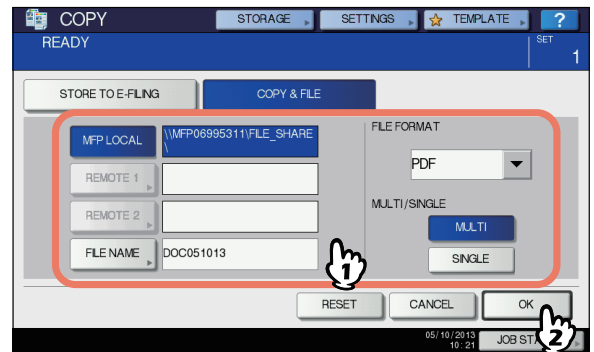 COPY
STORAGE
SETTINGS
TEMPLATE
?
READY
SET
1
STORE TO E-FILING
COPY & FILE
MFP LOCAL
\\MFP06995311\FILE_SHARE
\
FILE FORMAT
PDF
REMOTE 1
REMOTE 2
MULTI/SINGLE
MULTI
FILE NAME
DOC051013
SINGLE
1
RESET
CANCEL
OK
2
05/10/2013
10:21
JOB STA